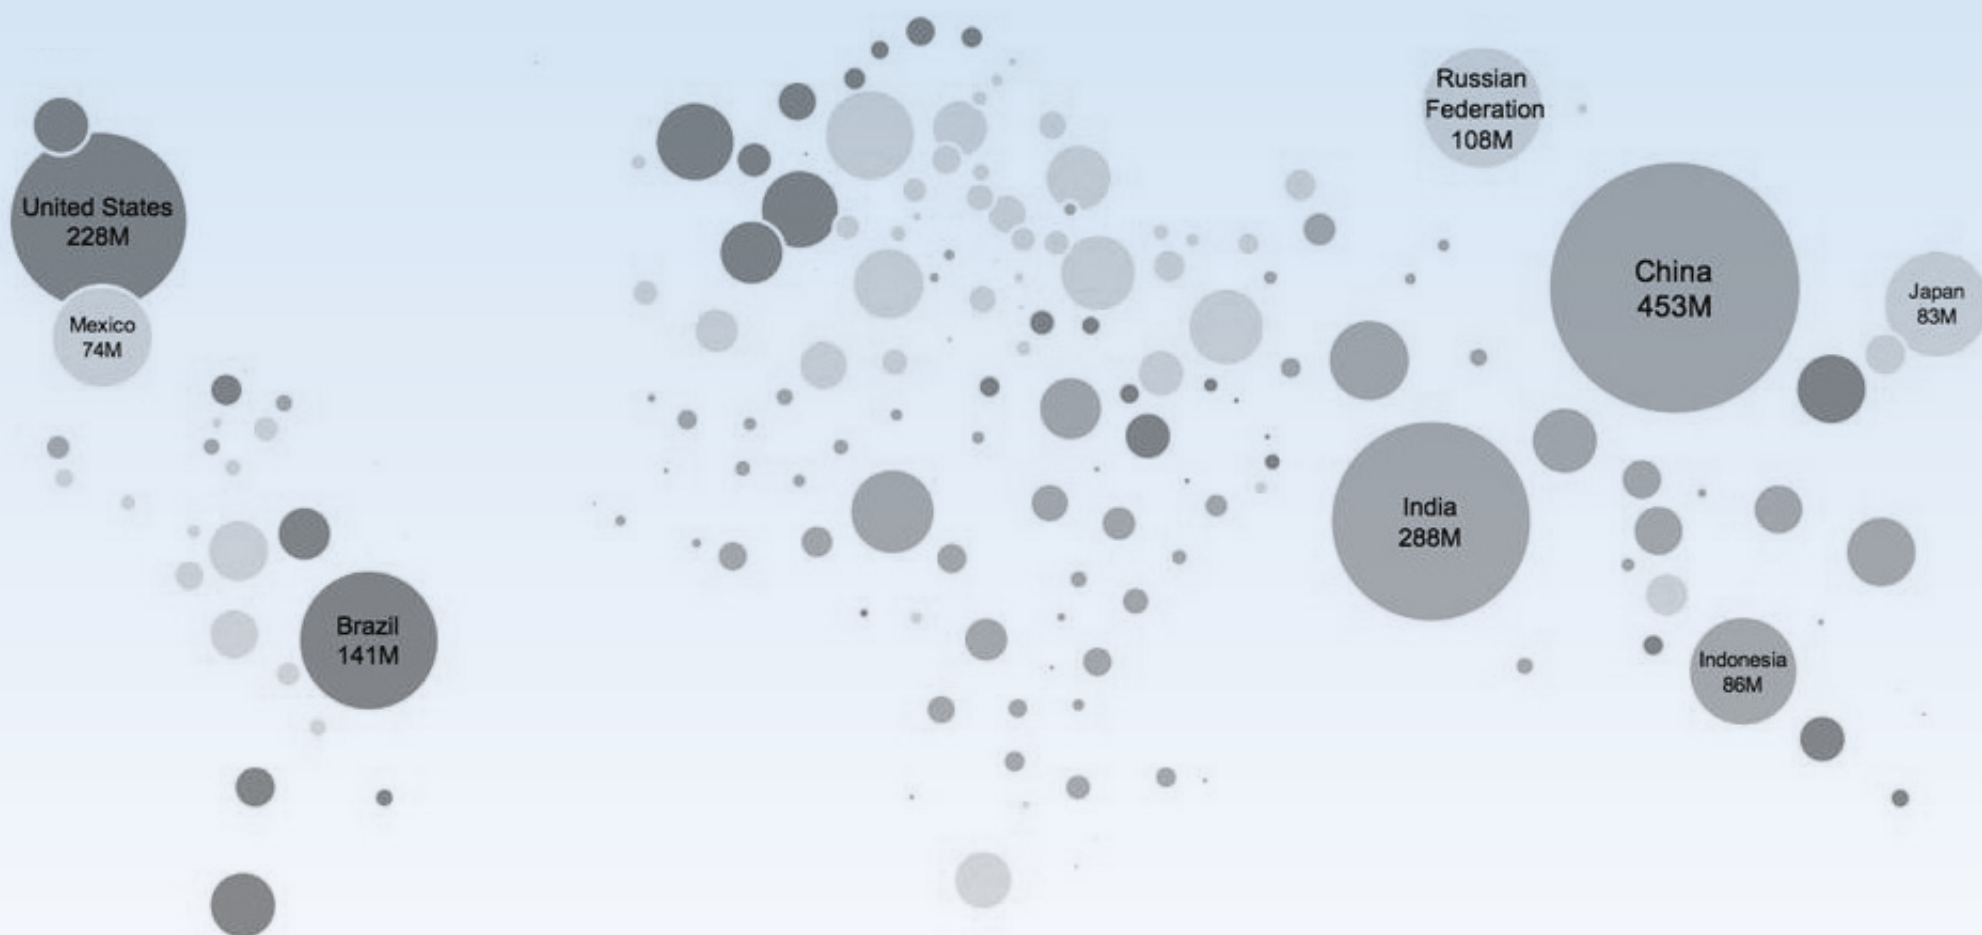 Russian
Federation
108M
United States
228M
China
453M
Japan
83M
Mexico
74M
India
288M
Brazil
141M
Indonesia
86M